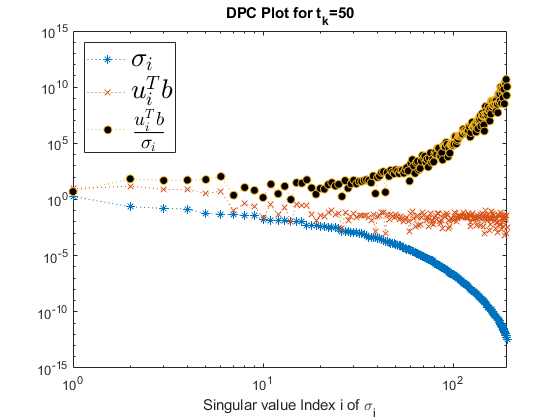 DPC Plot for t_k=50
10^15
10^10
10^5
10^0
10^-5
10^-10
10^-15
σ_i
u_i^T b
u_i^T b / σ_i
10^0
10^1
10^2
Singular value Index i of σ_i